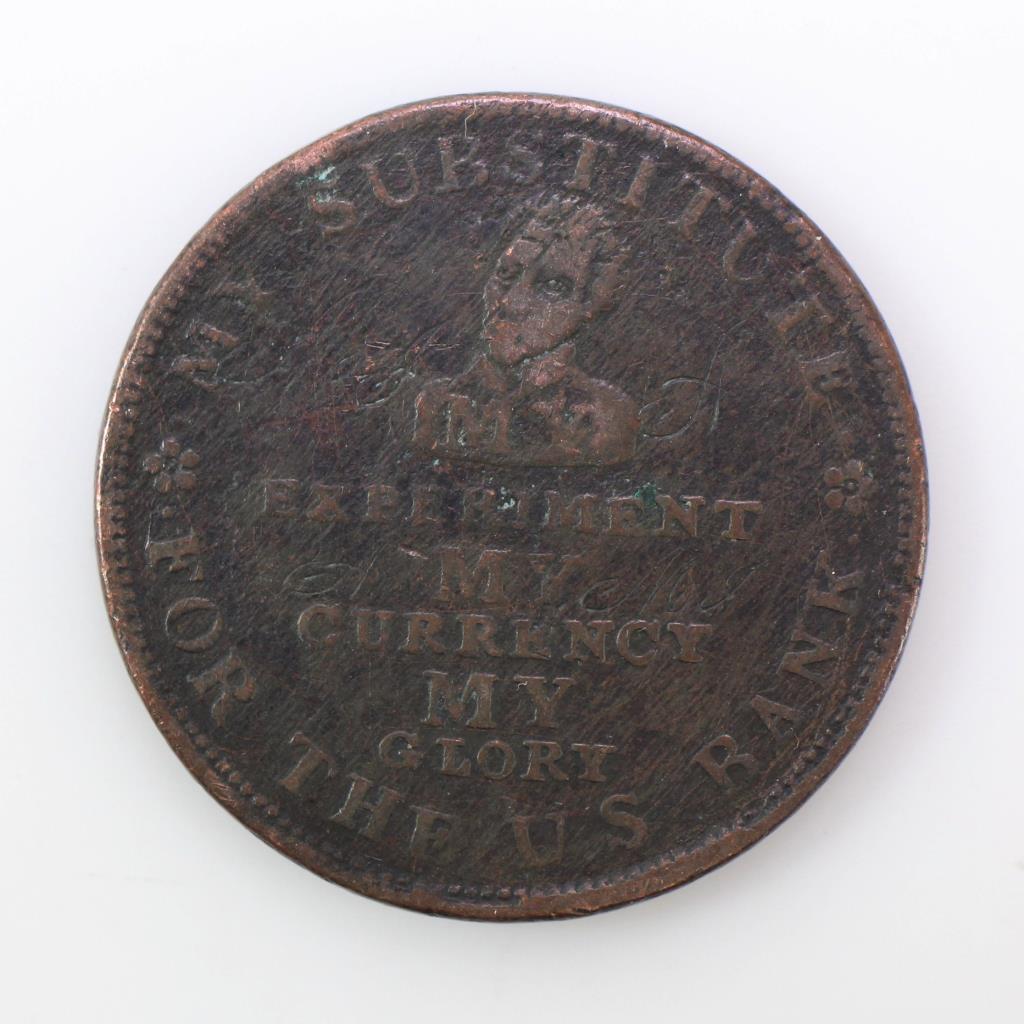 MY SUBSTITUTE
FOR THE US BANK
MY
EXPERIMENT
MY
CURRENCY
MY
GLORY